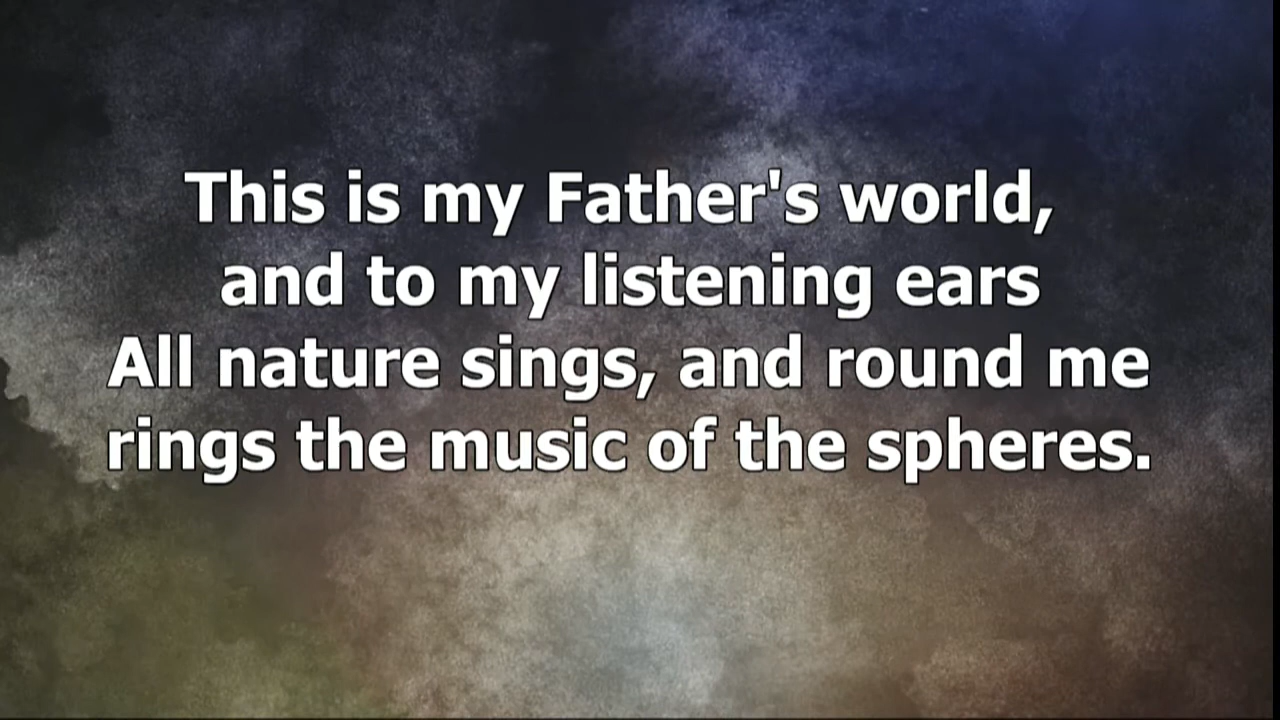 This is my Father's world,
and to my listening ears
All nature sings, and round me
rings the music of the spheres.